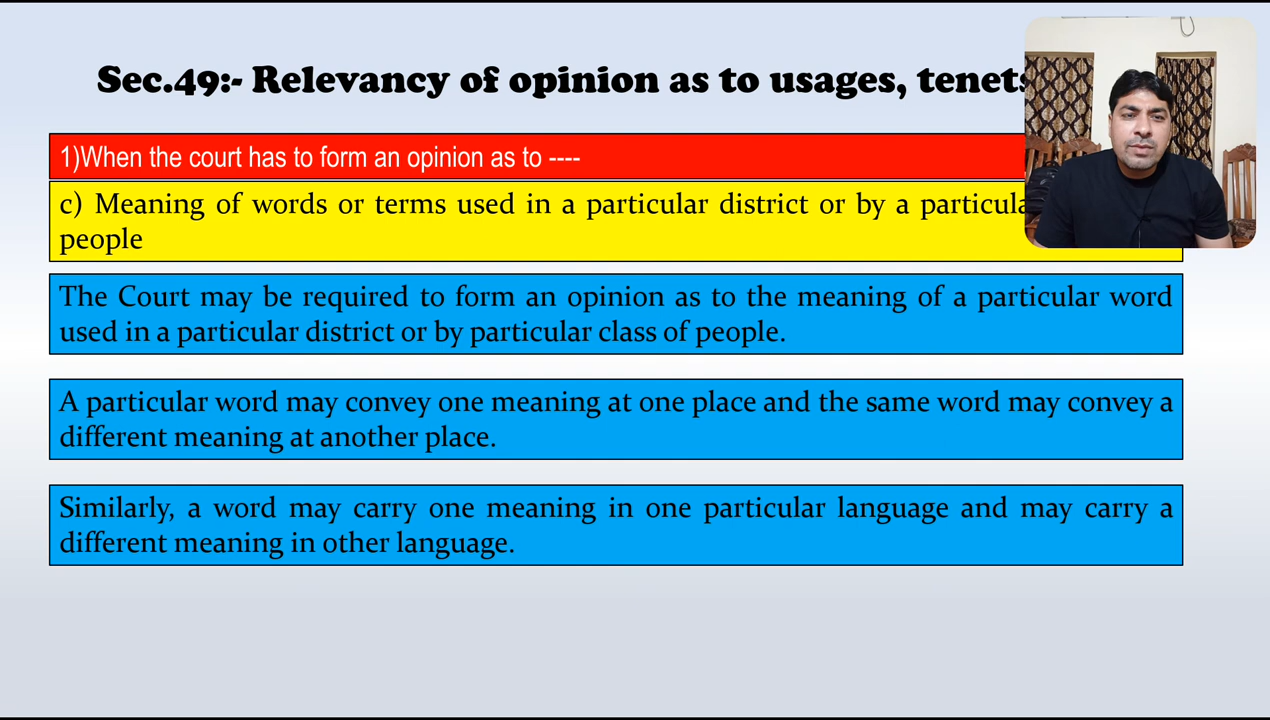 Sec.49:- Relevancy of opinion as to usages, tenets
1)When the court has to form an opinion as to ----
c) Meaning of words or terms used in a particular district or by a
people
The Court may be required to form an opinion as to the meaning of a particular word
used in a particular district or by particular class of people.
A particular word may convey one meaning at one place and the same word may convey a
different meaning at another place.
Similarly, a word may carry one meaning in one particular language and may carry a
different meaning in other language.